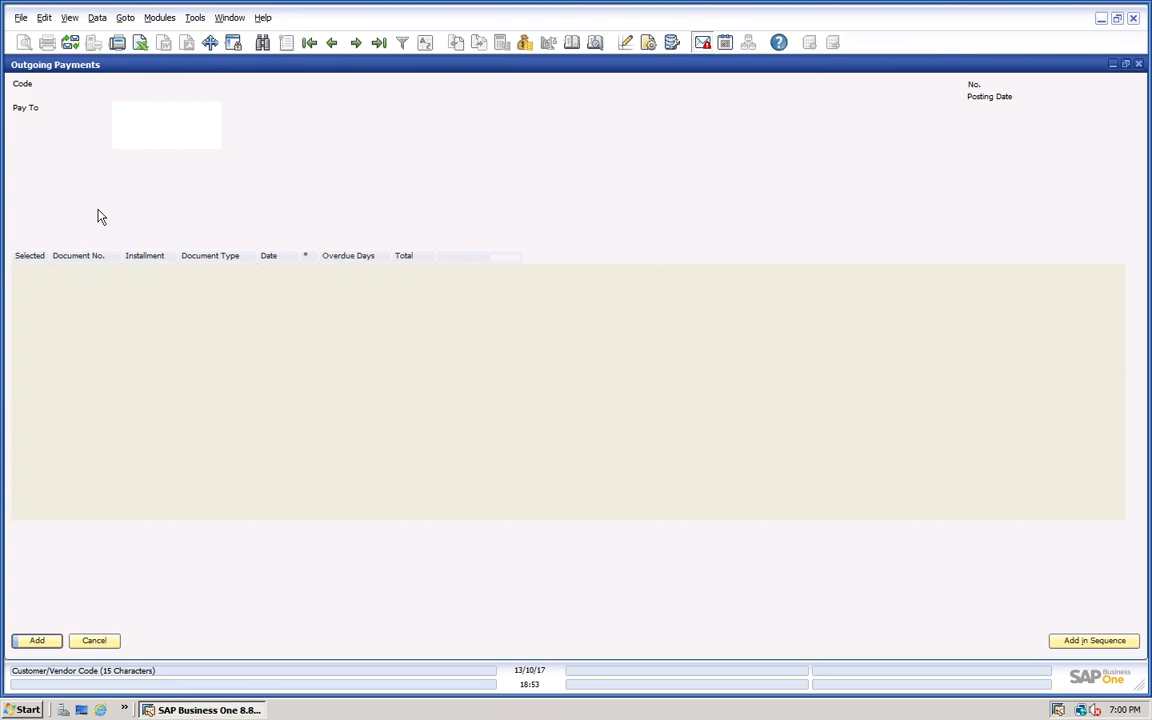 File Edit View Data Goto Modules Tools Window Help
Outgoing Payments
Code
No.
Posting Date
Pay To
Selected Document No. Installment Document Type Date * Overdue Days Total
Add Cancel Add in Sequence
Customer/Vendor Code (15 Characters) 13/10/17
18:53
SAP Business One
Start » SAP Business One 8.8... 7:00 PM